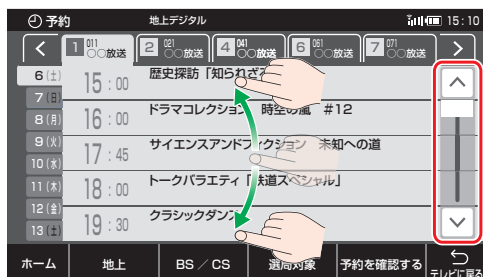 予約 地上デジタル 15:10
1 011 ○○放送 2 021 ○○放送 4 041 ○○放送 6 061 ○○放送 7 071 ○○放送
6(土)
7(日)
8(月)
9(火)
10(水)
11(木)
12(金)
13(土)
15:00 歴史探訪「知られざ
16:00 ドラマコレクション 時空の嵐 #12
17:45 サイエンスアンドフィクション 未知への道
18:00 トークバラエティ「鉄道スペシャル」
19:30 クラシックダンス
ホーム 地上 BS/CS 選局対象 予約を確認する テレビに戻る